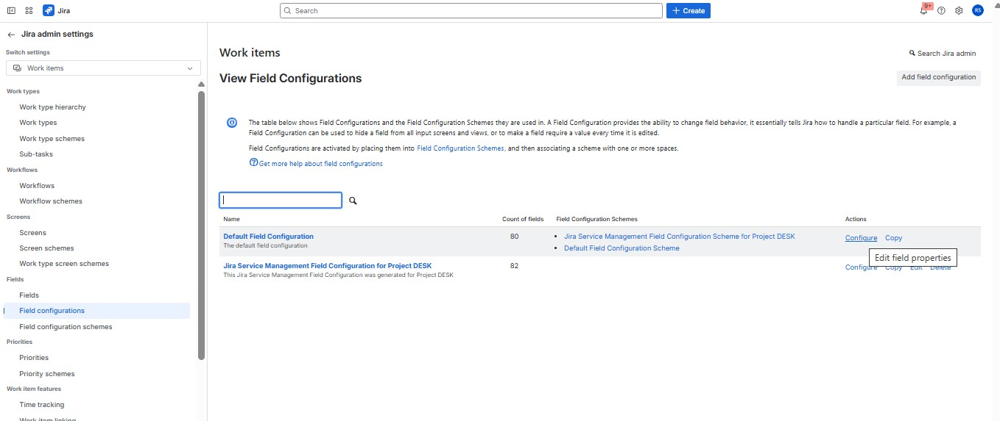 Jira
Search
+ Create
9+
RS
Jira admin settings
Switch settings
Work items
Work types
Work type hierarchy
Work types
Work type schemes
Sub-tasks
Workflows
Workflows
Workflow schemes
Screens
Screens
Screen schemes
Work type screen schemes
Fields
Fields
Field configurations
Field configuration schemes
Priorities
Priorities
Priority schemes
Work item features
Time tracking
Work item linking
Work items
Search Jira admin
View Field Configurations
Add field configuration
The table below shows Field Configurations and the Field Configuration Schemes they are used in. A Field Configuration provides the ability to change field behavior, it essentially tells Jira how to handle a particular field. For example, a
Field Configuration can be used to hide a field from all input screens and views, or to make a field require a value every time it is edited.
Field Configurations are activated by placing them into Field Configuration Schemes, and then associating a scheme with one or more spaces.
Get more help about field configurations
Name Count of fields Field Configuration Schemes Actions
Default Field Configuration 80 • Jira Service Management Field Configuration Scheme for Project DESK Configure Copy
The default field configuration • Default Field Configuration Scheme
Edit field properties
Jira Service Management Field Configuration for Project DESK 82 Configure Copy Edit Delete
This Jira Service Management Field Configuration was generated for Project DESK